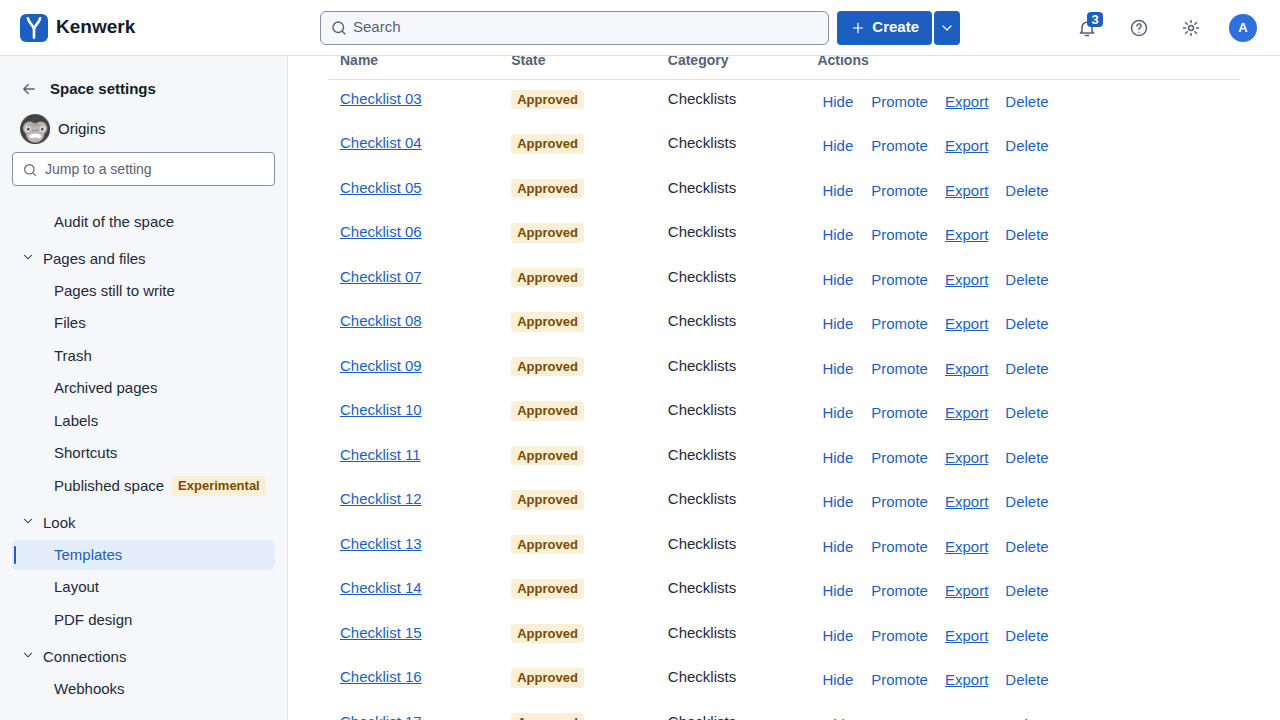 Kenwerk
Search
Create
3
A
Space settings
Origins
Jump to a setting
Audit of the space
Pages and files
Pages still to write
Files
Trash
Archived pages
Labels
Shortcuts
Published space Experimental
Look
Templates
Layout
PDF design
Connections
Webhooks
Name State Category Actions
Checklist 03 Approved Checklists Hide Promote Export Delete
Checklist 04 Approved Checklists Hide Promote Export Delete
Checklist 05 Approved Checklists Hide Promote Export Delete
Checklist 06 Approved Checklists Hide Promote Export Delete
Checklist 07 Approved Checklists Hide Promote Export Delete
Checklist 08 Approved Checklists Hide Promote Export Delete
Checklist 09 Approved Checklists Hide Promote Export Delete
Checklist 10 Approved Checklists Hide Promote Export Delete
Checklist 11 Approved Checklists Hide Promote Export Delete
Checklist 12 Approved Checklists Hide Promote Export Delete
Checklist 13 Approved Checklists Hide Promote Export Delete
Checklist 14 Approved Checklists Hide Promote Export Delete
Checklist 15 Approved Checklists Hide Promote Export Delete
Checklist 16 Approved Checklists Hide Promote Export Delete
Checklist 17 Approved Checklists